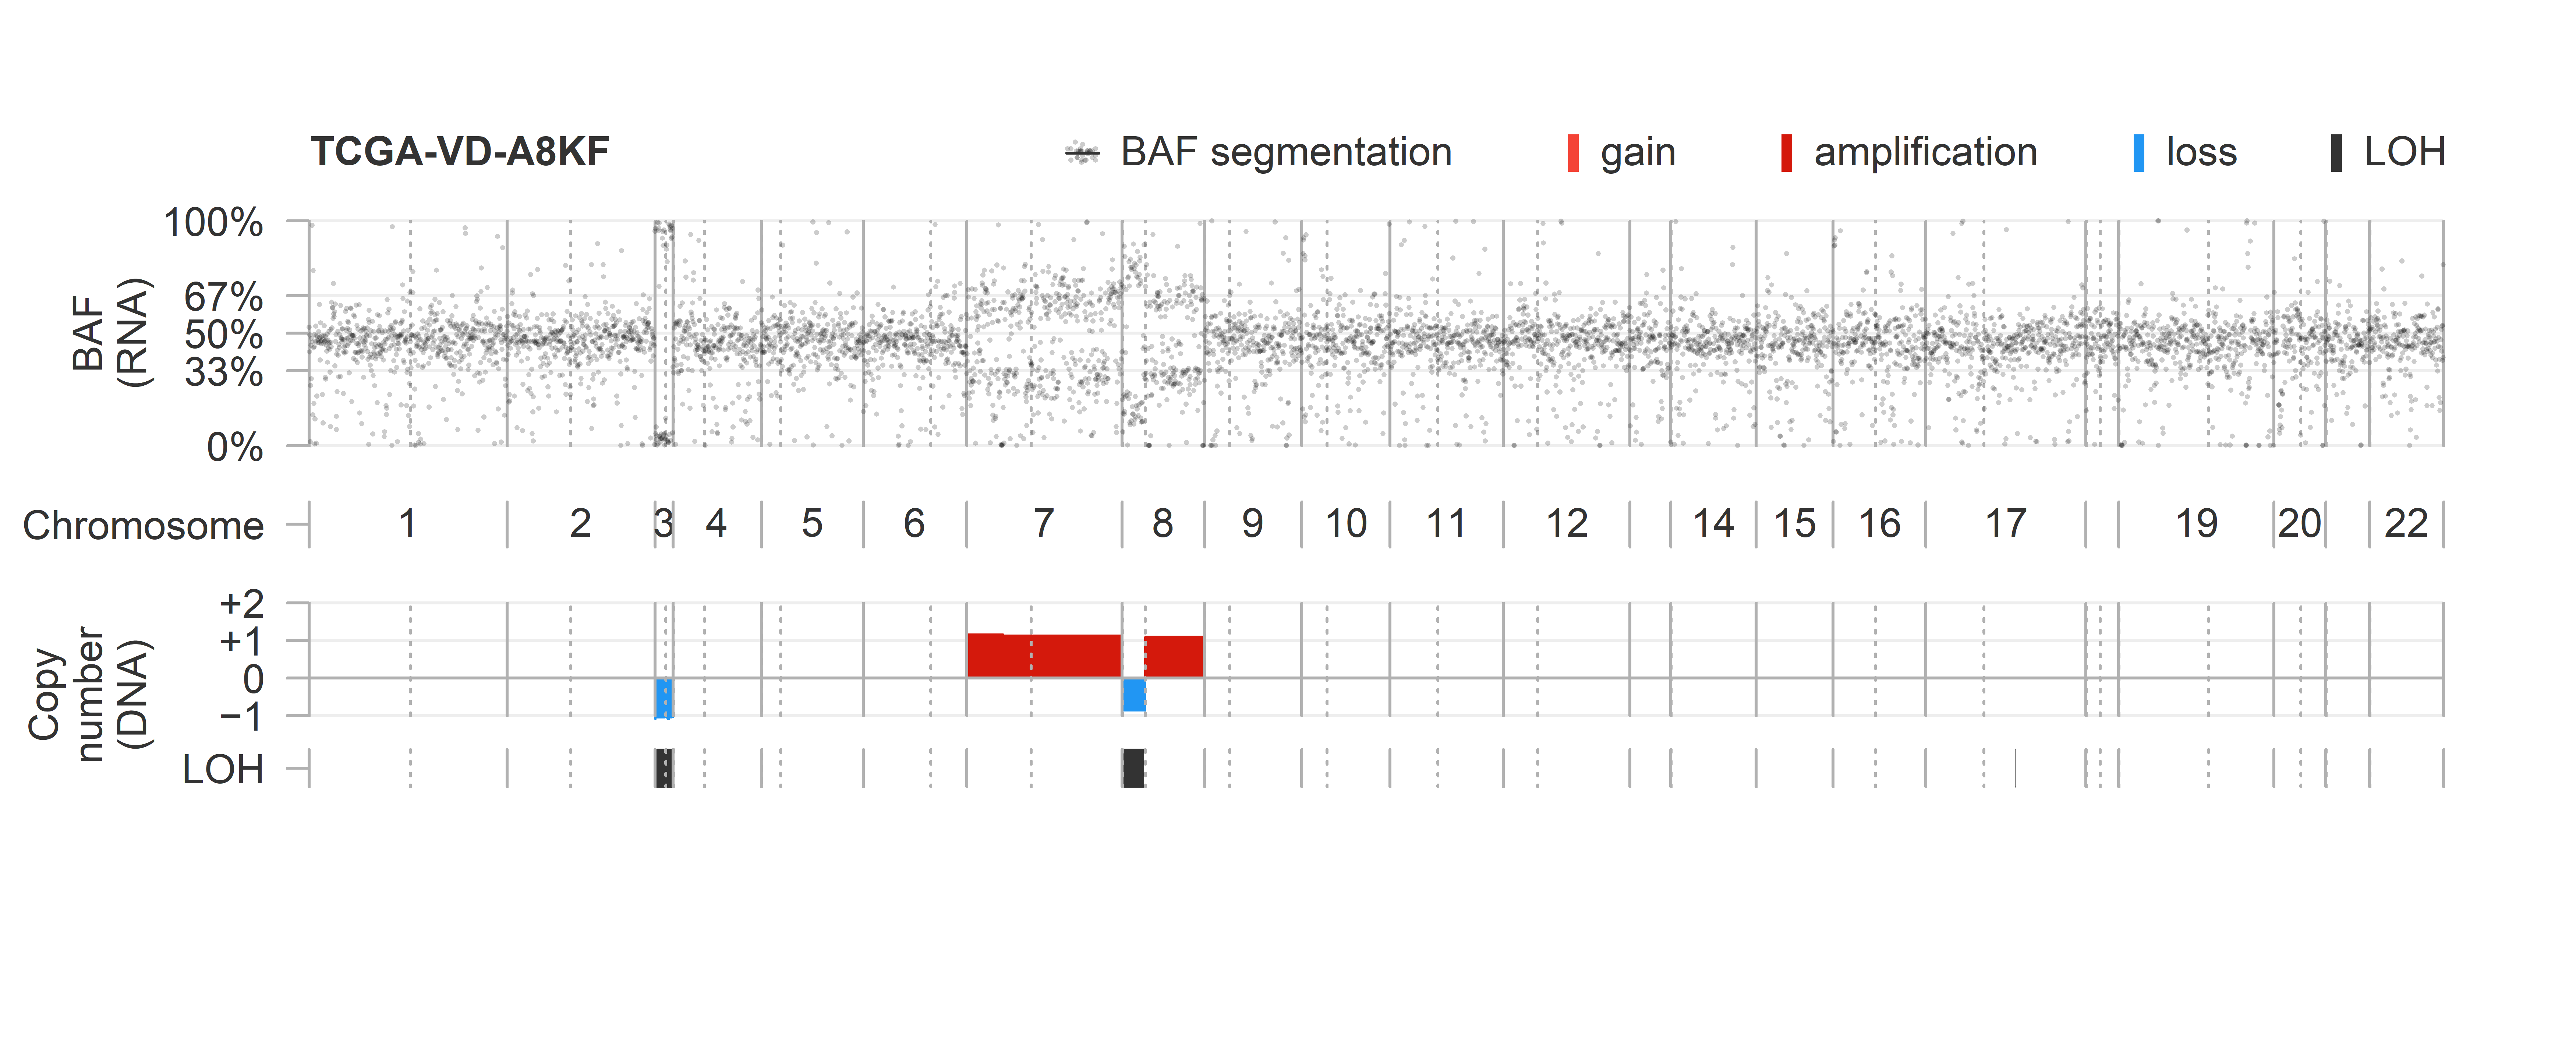 TCGA-VD-A8KF
BAF segmentation gain amplification loss LOH
BAF
(RNA)
100%
67%
50%
33%
0%
Chromosome 1 2 3 4 5 6 7 8 9 10 11 12 14 15 16 17 19 20 22
Copy
number
(DNA)
+2
+1
0
−1
LOH